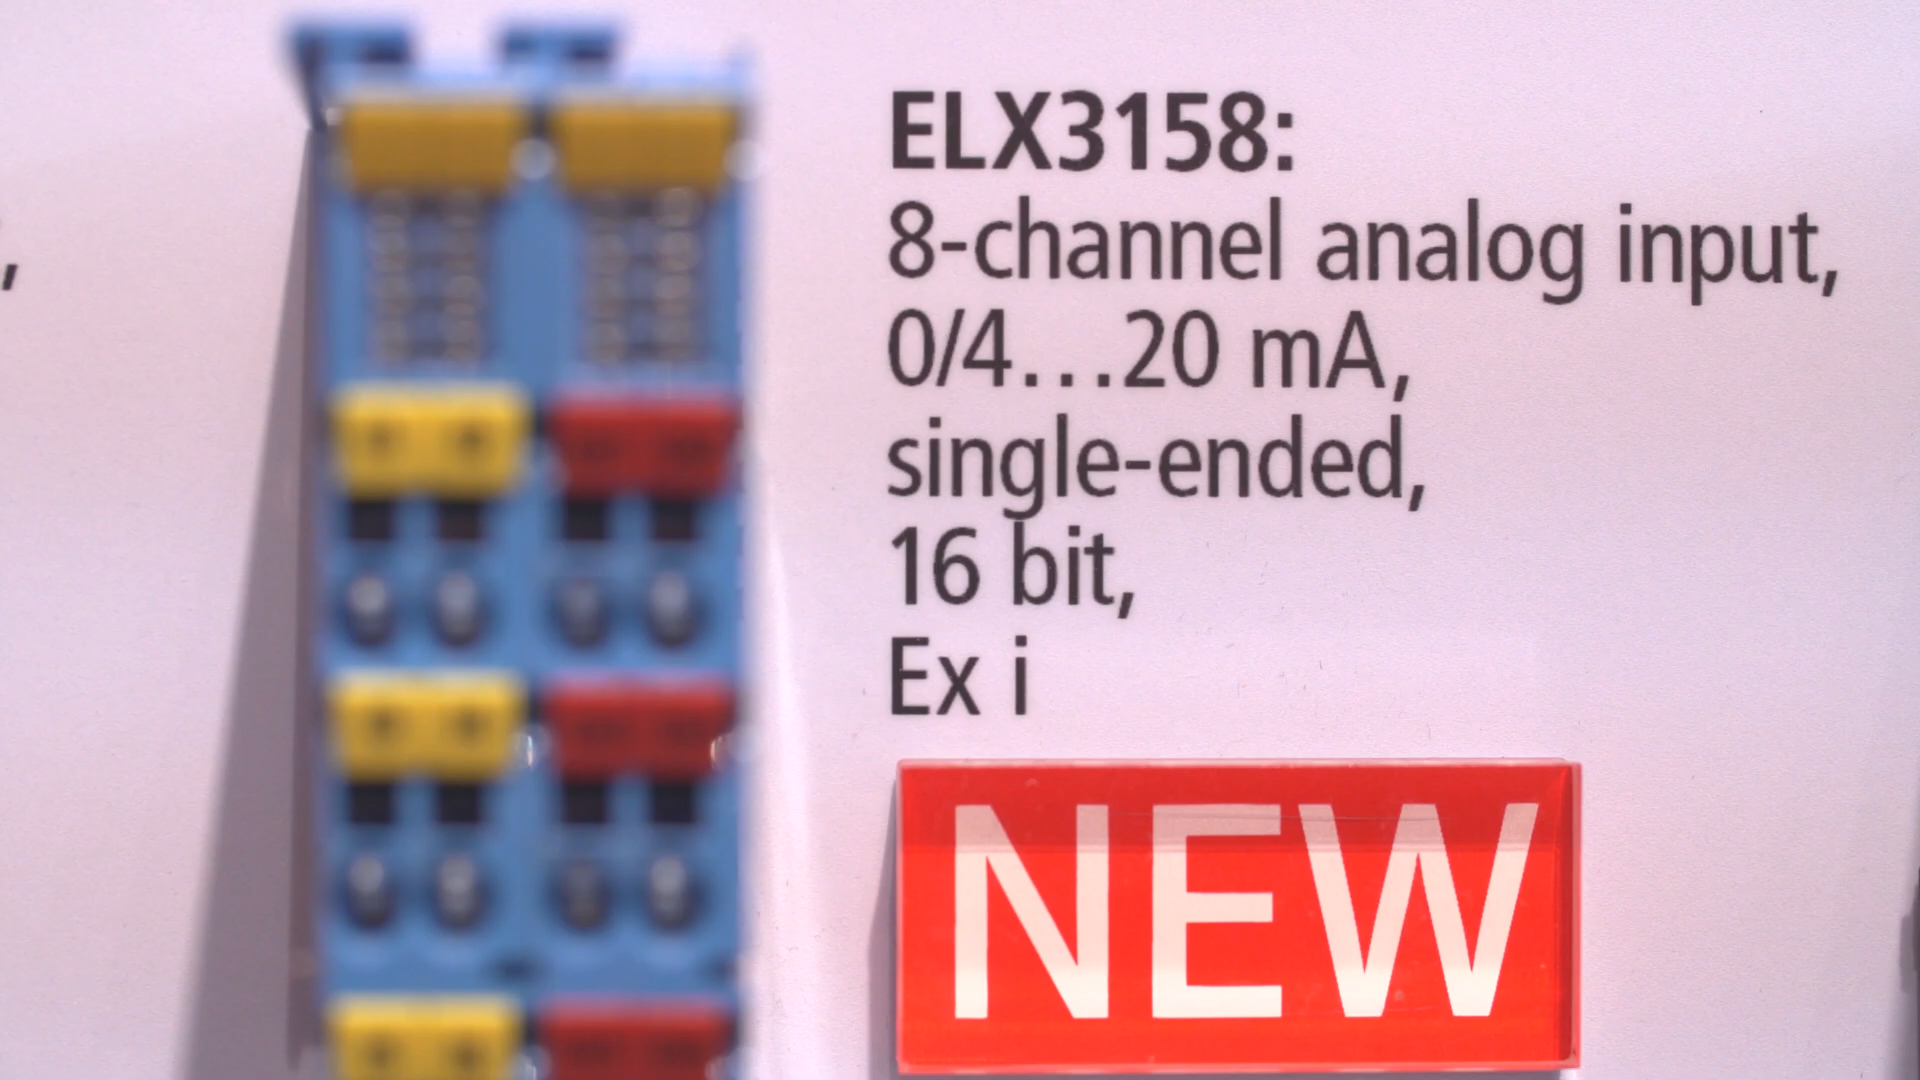 ELX3158:
8-channel analog input,
0/4...20 mA,
single-ended,
16 bit,
Ex i
NEW